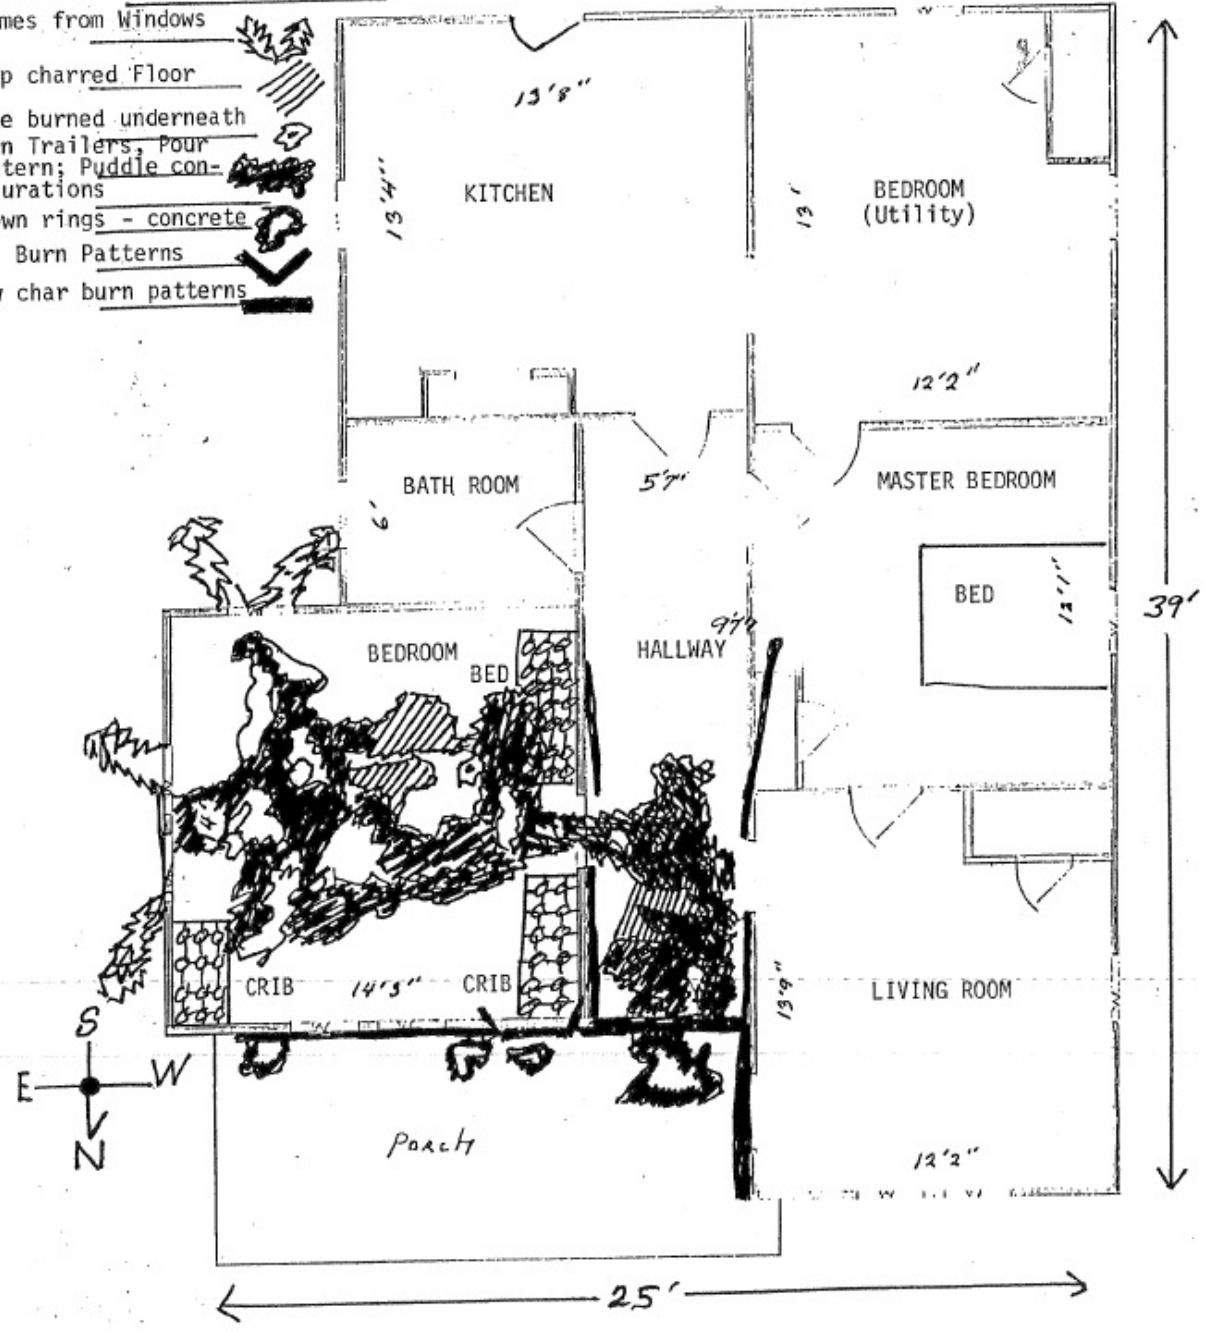 mes from Windows
p charred Floor
e burned underneath
n Trailers, Pour
tern; Puddle con-
urations
wn rings - concrete
Burn Patterns
w char burn patterns
13'8"
13'4"
KITCHEN
13'
BEDROOM
(Utility)
12'2"
BATH ROOM
6'
5'7"
MASTER BEDROOM
BED
12'1"
39'
9'7"
HALLWAY
BEDROOM
BED
CRIB
14'3"
CRIB
13'9"
LIVING ROOM
S
E
W
N
PORCH
12'2"
25'